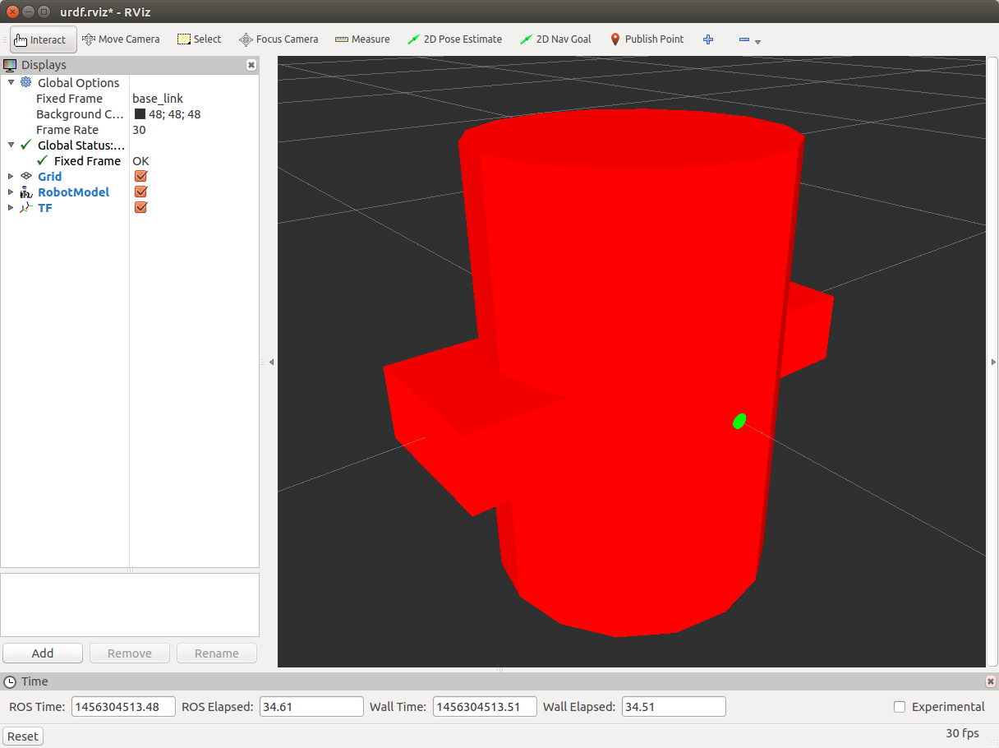 urdf.rviz* - RViz
Interact Move Camera Select Focus Camera Measure 2D Pose Estimate 2D Nav Goal Publish Point
Displays
Global Options
Fixed Frame base_link
Background C... 48; 48; 48
Frame Rate 30
Global Status:...
Fixed Frame OK
Grid
RobotModel
TF
Add Remove Rename
Time
ROS Time: 1456304513.48 ROS Elapsed: 34.61 Wall Time: 1456304513.51 Wall Elapsed: 34.51 Experimental
Reset 30 fps